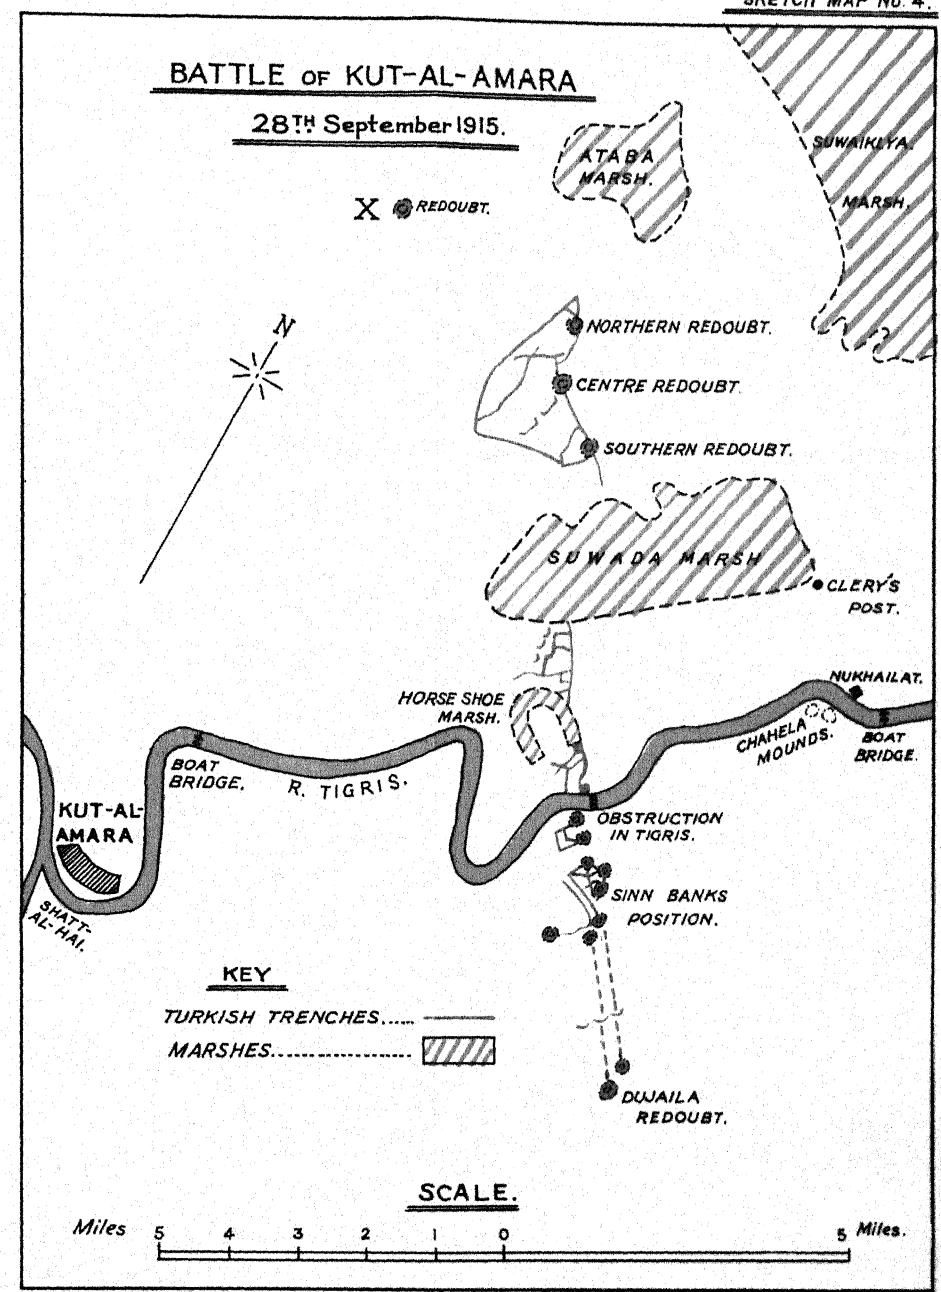 SKETCH MAP No. 4.
BATTLE OF KUT-AL-AMARA
28TH September 1915.
ATABA
MARSH.
SUWAIKIYA.
MARSH.
X REDOUBT.
N
NORTHERN REDOUBT.
CENTRE REDOUBT.
SOUTHERN REDOUBT.
SUWADA MARSH
CLERY'S
POST.
NUKHAILAT.
HORSE SHOE
MARSH.
CHAHELA
MOUNDS.
BOAT
BRIDGE.
BOAT
BRIDGE.
R. TIGRIS.
KUT-AL-
AMARA
OBSTRUCTION
IN TIGRIS.
SINN BANKS
POSITION.
SHATT-
AL-HAI.
KEY
TURKISH TRENCHES.....
MARSHES....................
DUJAILA
REDOUBT.
SCALE.
Miles 5 4 3 2 1 0 5 Miles.